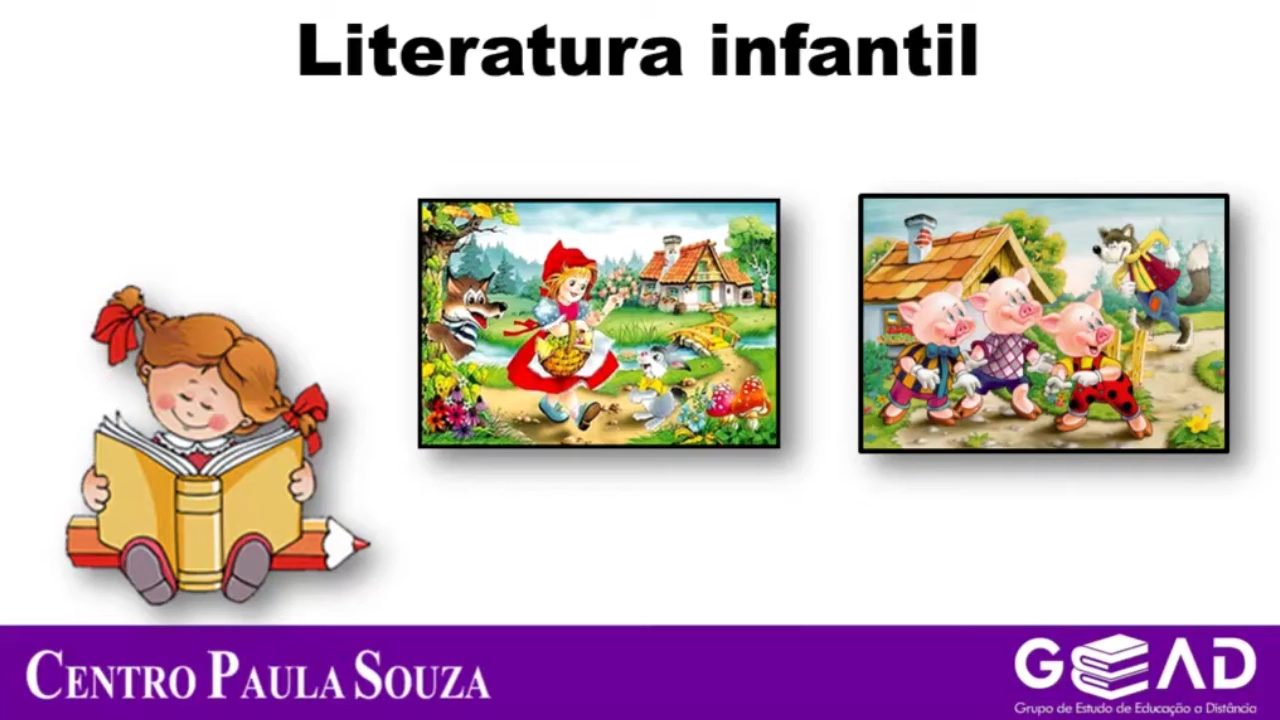 Literatura infantil
CENTRO PAULA SOUZA
GEAD
Grupo de Estudo de Educação a Distância